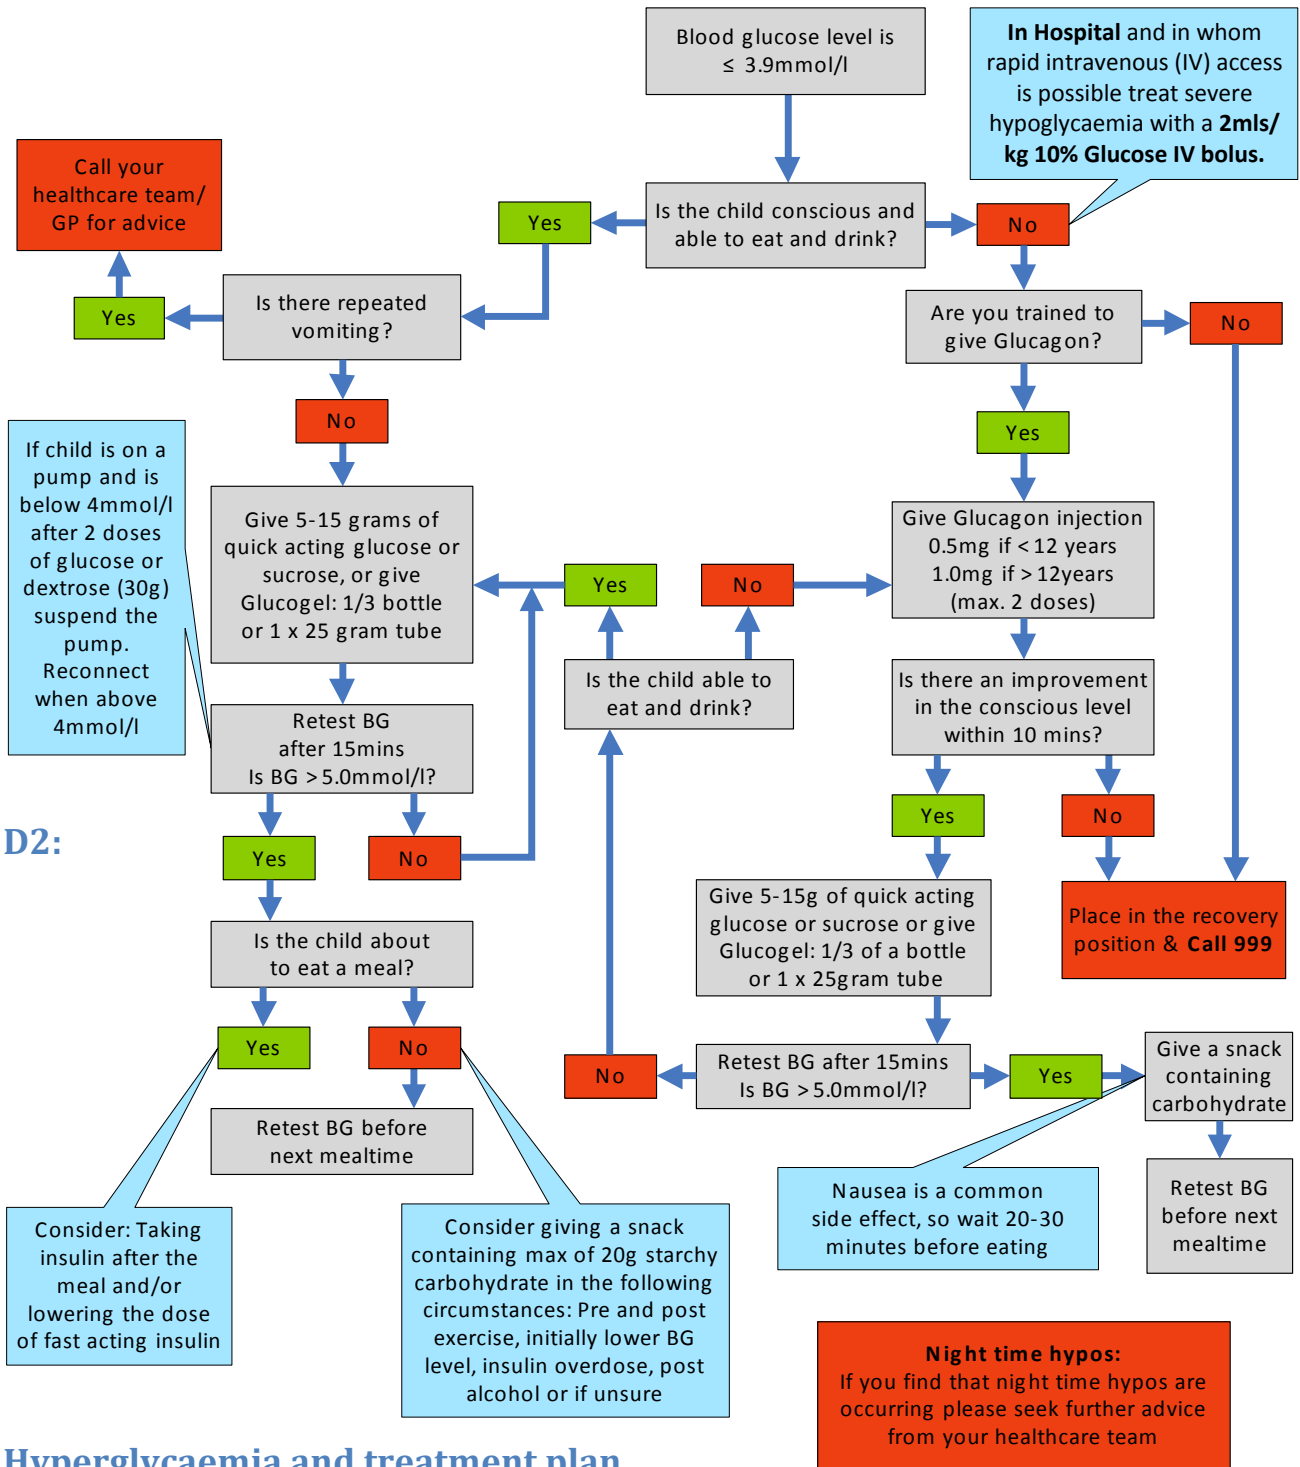 Blood glucose level is
≤ 3.9mmol/l
In Hospital and in whom
rapid intravenous (IV) access
is possible treat severe
hypoglycaemia with a 2mls/
kg 10% Glucose IV bolus.
Call your
healthcare team/
GP for advice
Yes
Is the child conscious and
able to eat and drink?
No
Yes
Is there repeated
vomiting?
Are you trained to
give Glucagon?
No
No
Yes
If child is on a
pump and is
below 4mmol/l
after 2 doses
of glucose or
dextrose (30g)
suspend the
pump.
Reconnect
when above
4mmol/l
Give 5-15 grams of
quick acting glucose or
sucrose, or give
Glucogel: 1/3 bottle
or 1 x 25 gram tube
Yes
No
Give Glucagon injection
0.5mg if <12 years
1.0mg if >12years
(max. 2 doses)
Is the child able to
eat and drink?
Is there an improvement
in the conscious level
within 10 mins?
Retest BG
after 15mins
Is BG >5.0mmol/l?
Yes
No
D2:
Yes
No
Give 5-15g of quick acting
glucose or sucrose or give
Glucogel: 1/3 of a bottle
or 1 x 25gram tube
Place in the recovery
position & Call 999
Is the child about
to eat a meal?
Yes
No
No
Retest BG after 15mins
Is BG >5.0mmol/l?
Yes
Give a snack
containing
carbohydrate
Retest BG before
next mealtime
Nausea is a common
side effect, so wait 20-30
minutes before eating
Retest BG
before next
mealtime
Consider: Taking
insulin after the
meal and/or
lowering the dose
of fast acting insulin
Consider giving a snack
containing max of 20g starchy
carbohydrate in the following
circumstances: Pre and post
exercise, initially lower BG
level, insulin overdose, post
alcohol or if unsure
Night time hypos:
If you find that night time hypos are
occurring please seek further advice
from your healthcare team
Hyperglycaemia and treatment plan